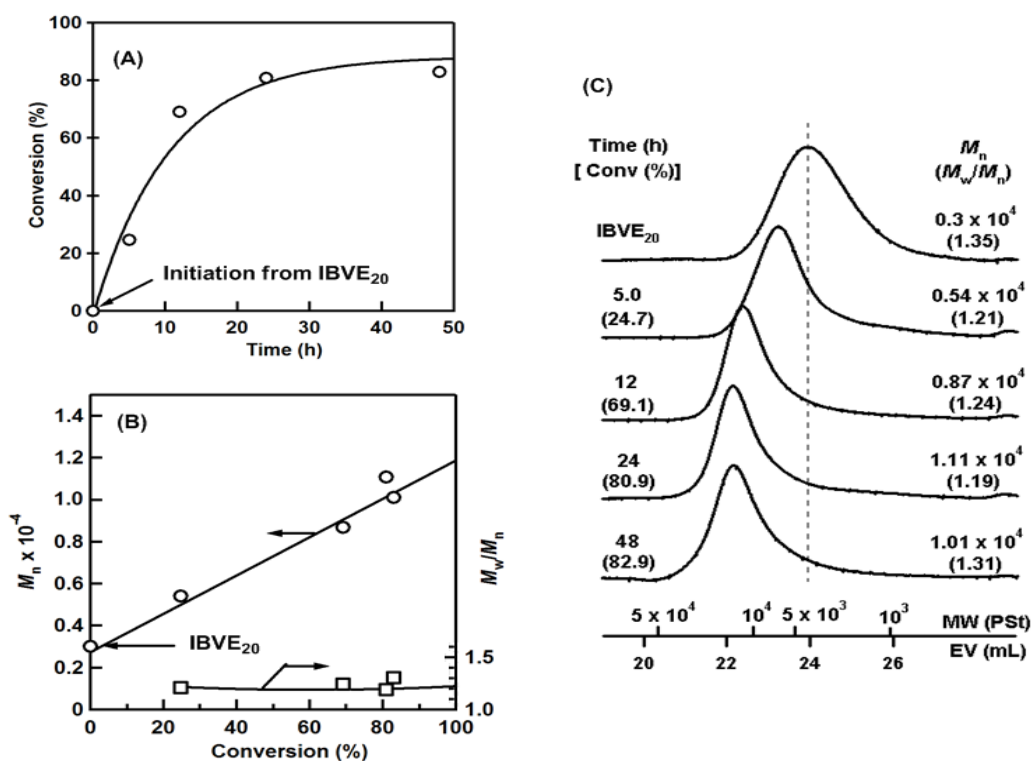 (A)
100
80
60
40
20
0
Conversion (%)
Initiation from IBVE20
0 10 20 30 40 50
Time (h)
(B)
1.4
1.2
1.0
0.8
0.6
0.4
0.2
0
Mn x 10-4
IBVE20
1.5
1.0
Mw/Mn
0 20 40 60 80 100
Conversion (%)
(C)
Time (h)
[ Conv (%)]
Mn
(Mw/Mn)
IBVE20
0.3 x 104
(1.35)
5.0
(24.7)
0.54 x 104
(1.21)
12
(69.1)
0.87 x 104
(1.24)
24
(80.9)
1.11 x 104
(1.19)
48
(82.9)
1.01 x 104
(1.31)
5 x 104 104 5 x 103 103 MW (PSt)
20 22 24 26 EV (mL)